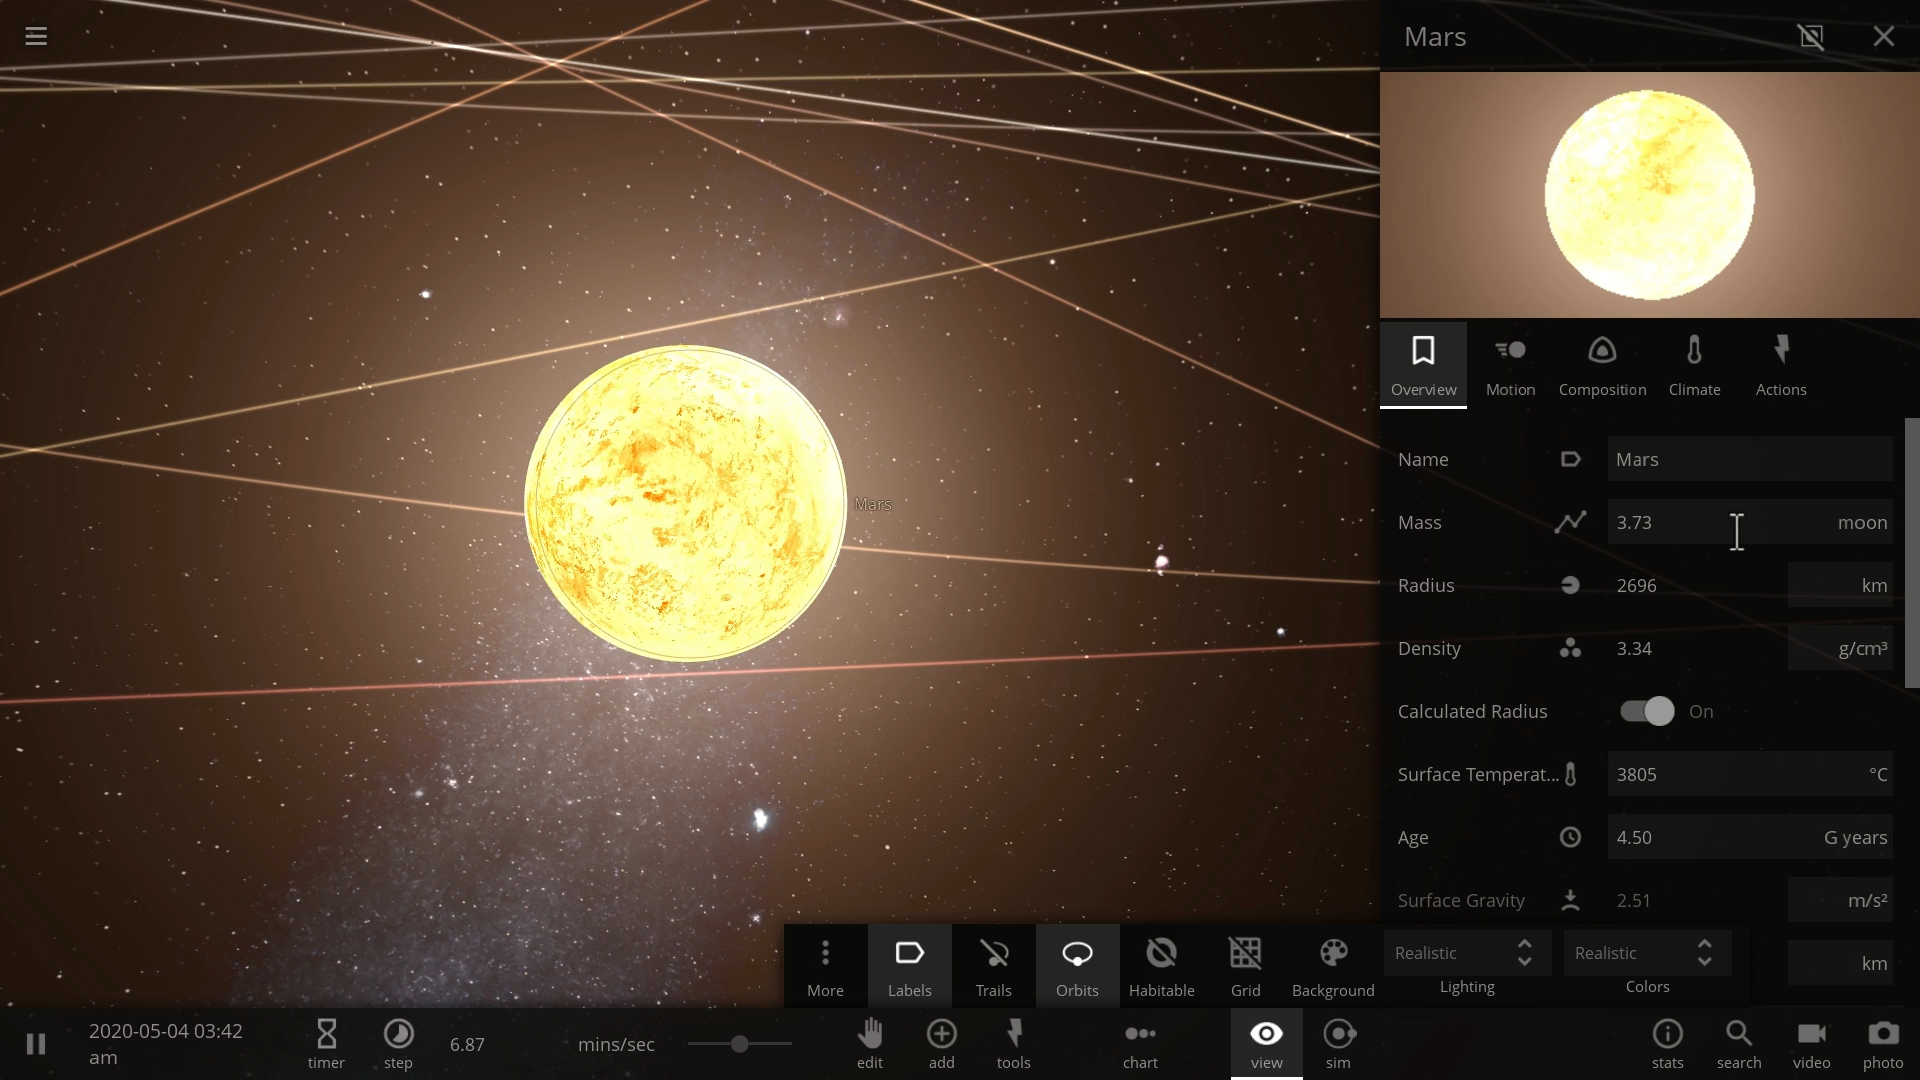 Mars
Mars
Overview
Motion
Composition
Climate
Actions
Name Mars
Mass 3.73 moon
Radius 2696 km
Density 3.34 g/cm³
Calculated Radius On
Surface Temperat... 3805 °C
Age 4.50 G years
Surface Gravity 2.51 m/s²
km
More
Labels
Trails
Orbits
Habitable
Grid
Background
Realistic
Lighting
Realistic
Colors
2020-05-04 03:42
am
timer
step
6.87 mins/sec
edit
add
tools
chart
view
sim
stats
search
video
photo